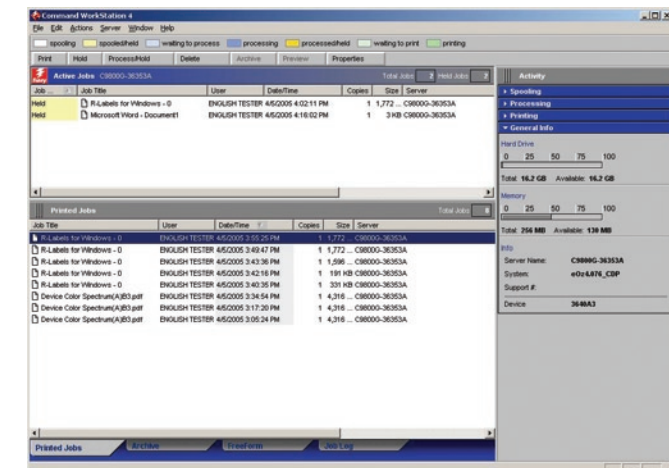 Command WorkStation 4
File Edit Actions Server Window Help
spooling spooled/held waiting to process processing processed/held waiting to print printing
Print Hold Process/Hold Delete Archive Preview Properties
Active Jobs C9800G-36353A Total Jobs 2 Held Jobs 2
Job ... Job Title User Date/Time Copies Size Server
Held R-Labels for Windows - 0 ENGLISH TESTER 4/5/2005 4:02:11 PM 1 1,772 ... C9800G-36353A
Held Microsoft Word - Document1 ENGLISH TESTER 4/5/2005 4:16:02 PM 1 3 KB C9800G-36353A
Printed Jobs Total Jobs
Job Title User Date/Time Copies Size Server
R-Labels for Windows - 0 ENGLISH TESTER 4/5/2005 3:55:25 PM 1 1,772 ... C9800G-36353A
R-Labels for Windows - 0 ENGLISH TESTER 4/5/2005 3:49:47 PM 1 1,772 ... C9800G-36353A
R-Labels for Windows - 0 ENGLISH TESTER 4/5/2005 3:43:36 PM 1 1,596 ... C9800G-36353A
R-Labels for Windows - 0 ENGLISH TESTER 4/5/2005 3:42:16 PM 1 191 KB C9800G-36353A
R-Labels for Windows - 0 ENGLISH TESTER 4/5/2005 3:40:35 PM 1 331 KB C9800G-36353A
Device Color Spectrum(A)B3.pdf ENGLISH TESTER 4/5/2005 3:34:54 PM 1 4,316 ... C9800G-36353A
Device Color Spectrum(A)B3.pdf ENGLISH TESTER 4/5/2005 3:17:20 PM 1 4,316 ... C9800G-36353A
Device Color Spectrum(A)B3.pdf ENGLISH TESTER 4/5/2005 3:05:24 PM 1 4,316 ... C9800G-36353A
Printed Jobs Archive FreeForm Job Log
Activity
Spooling
Processing
Printing
General Info
Hard Drive
0 25 50 75 100
Total: 16.2 GB Available: 16.2 GB
Memory
0 25 50 75 100
Total: 256 MB Available: 130 MB
Info
Server Name: C9800G-36353A
System:
Support #:
Device 3640A3